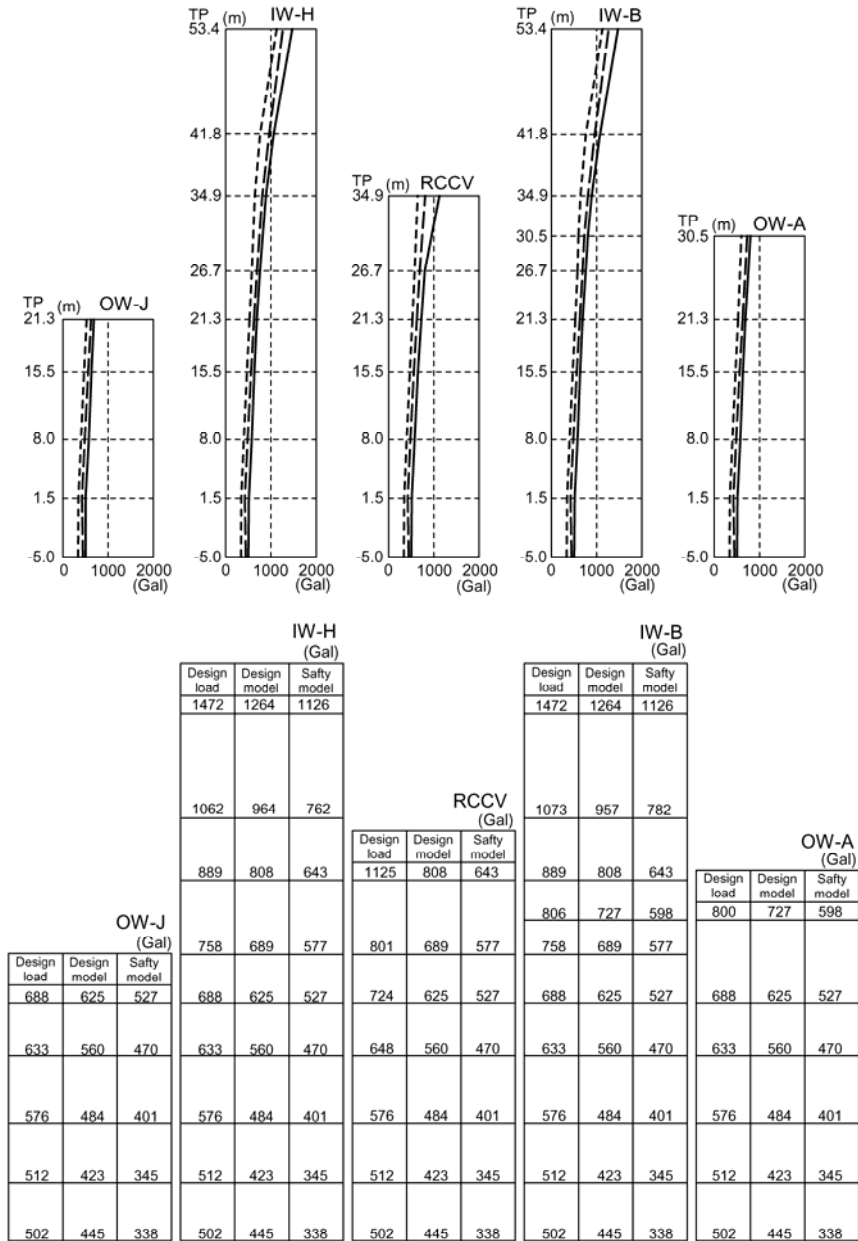 TP (m) IW-H
53.4
41.8
34.9
26.7
21.3
15.5
8.0
1.5
-5.0
0 1000 2000
(Gal)
TP (m) IW-B
53.4
41.8
34.9
30.5
26.7
21.3
15.5
8.0
1.5
-5.0
0 1000 2000
(Gal)
TP (m) RCCV
34.9
26.7
21.3
15.5
8.0
1.5
-5.0
0 1000 2000
(Gal)
TP (m) OW-A
30.5
21.3
15.5
8.0
1.5
-5.0
0 1000 2000
(Gal)
TP (m) OW-J
21.3
15.5
8.0
1.5
-5.0
0 1000 2000
(Gal)
IW-H
(Gal)
Design load Design model Safty model
1472 1264 1126
1062 964 762
889 808 643
758 689 577
688 625 527
633 560 470
576 484 401
512 423 345
502 445 338
IW-B
(Gal)
Design load Design model Safty model
1472 1264 1126
1073 957 782
889 808 643
806 727 598
758 689 577
688 625 527
633 560 470
576 484 401
512 423 345
502 445 338
RCCV
(Gal)
Design load Design model Safty model
1125 808 643
801 689 577
724 625 527
648 560 470
576 484 401
512 423 345
502 445 338
OW-A
(Gal)
Design load Design model Safty model
800 727 598
688 625 527
633 560 470
576 484 401
512 423 345
502 445 338
OW-J
(Gal)
Design load Design model Safty model
688 625 527
633 560 470
576 484 401
512 423 345
502 445 338